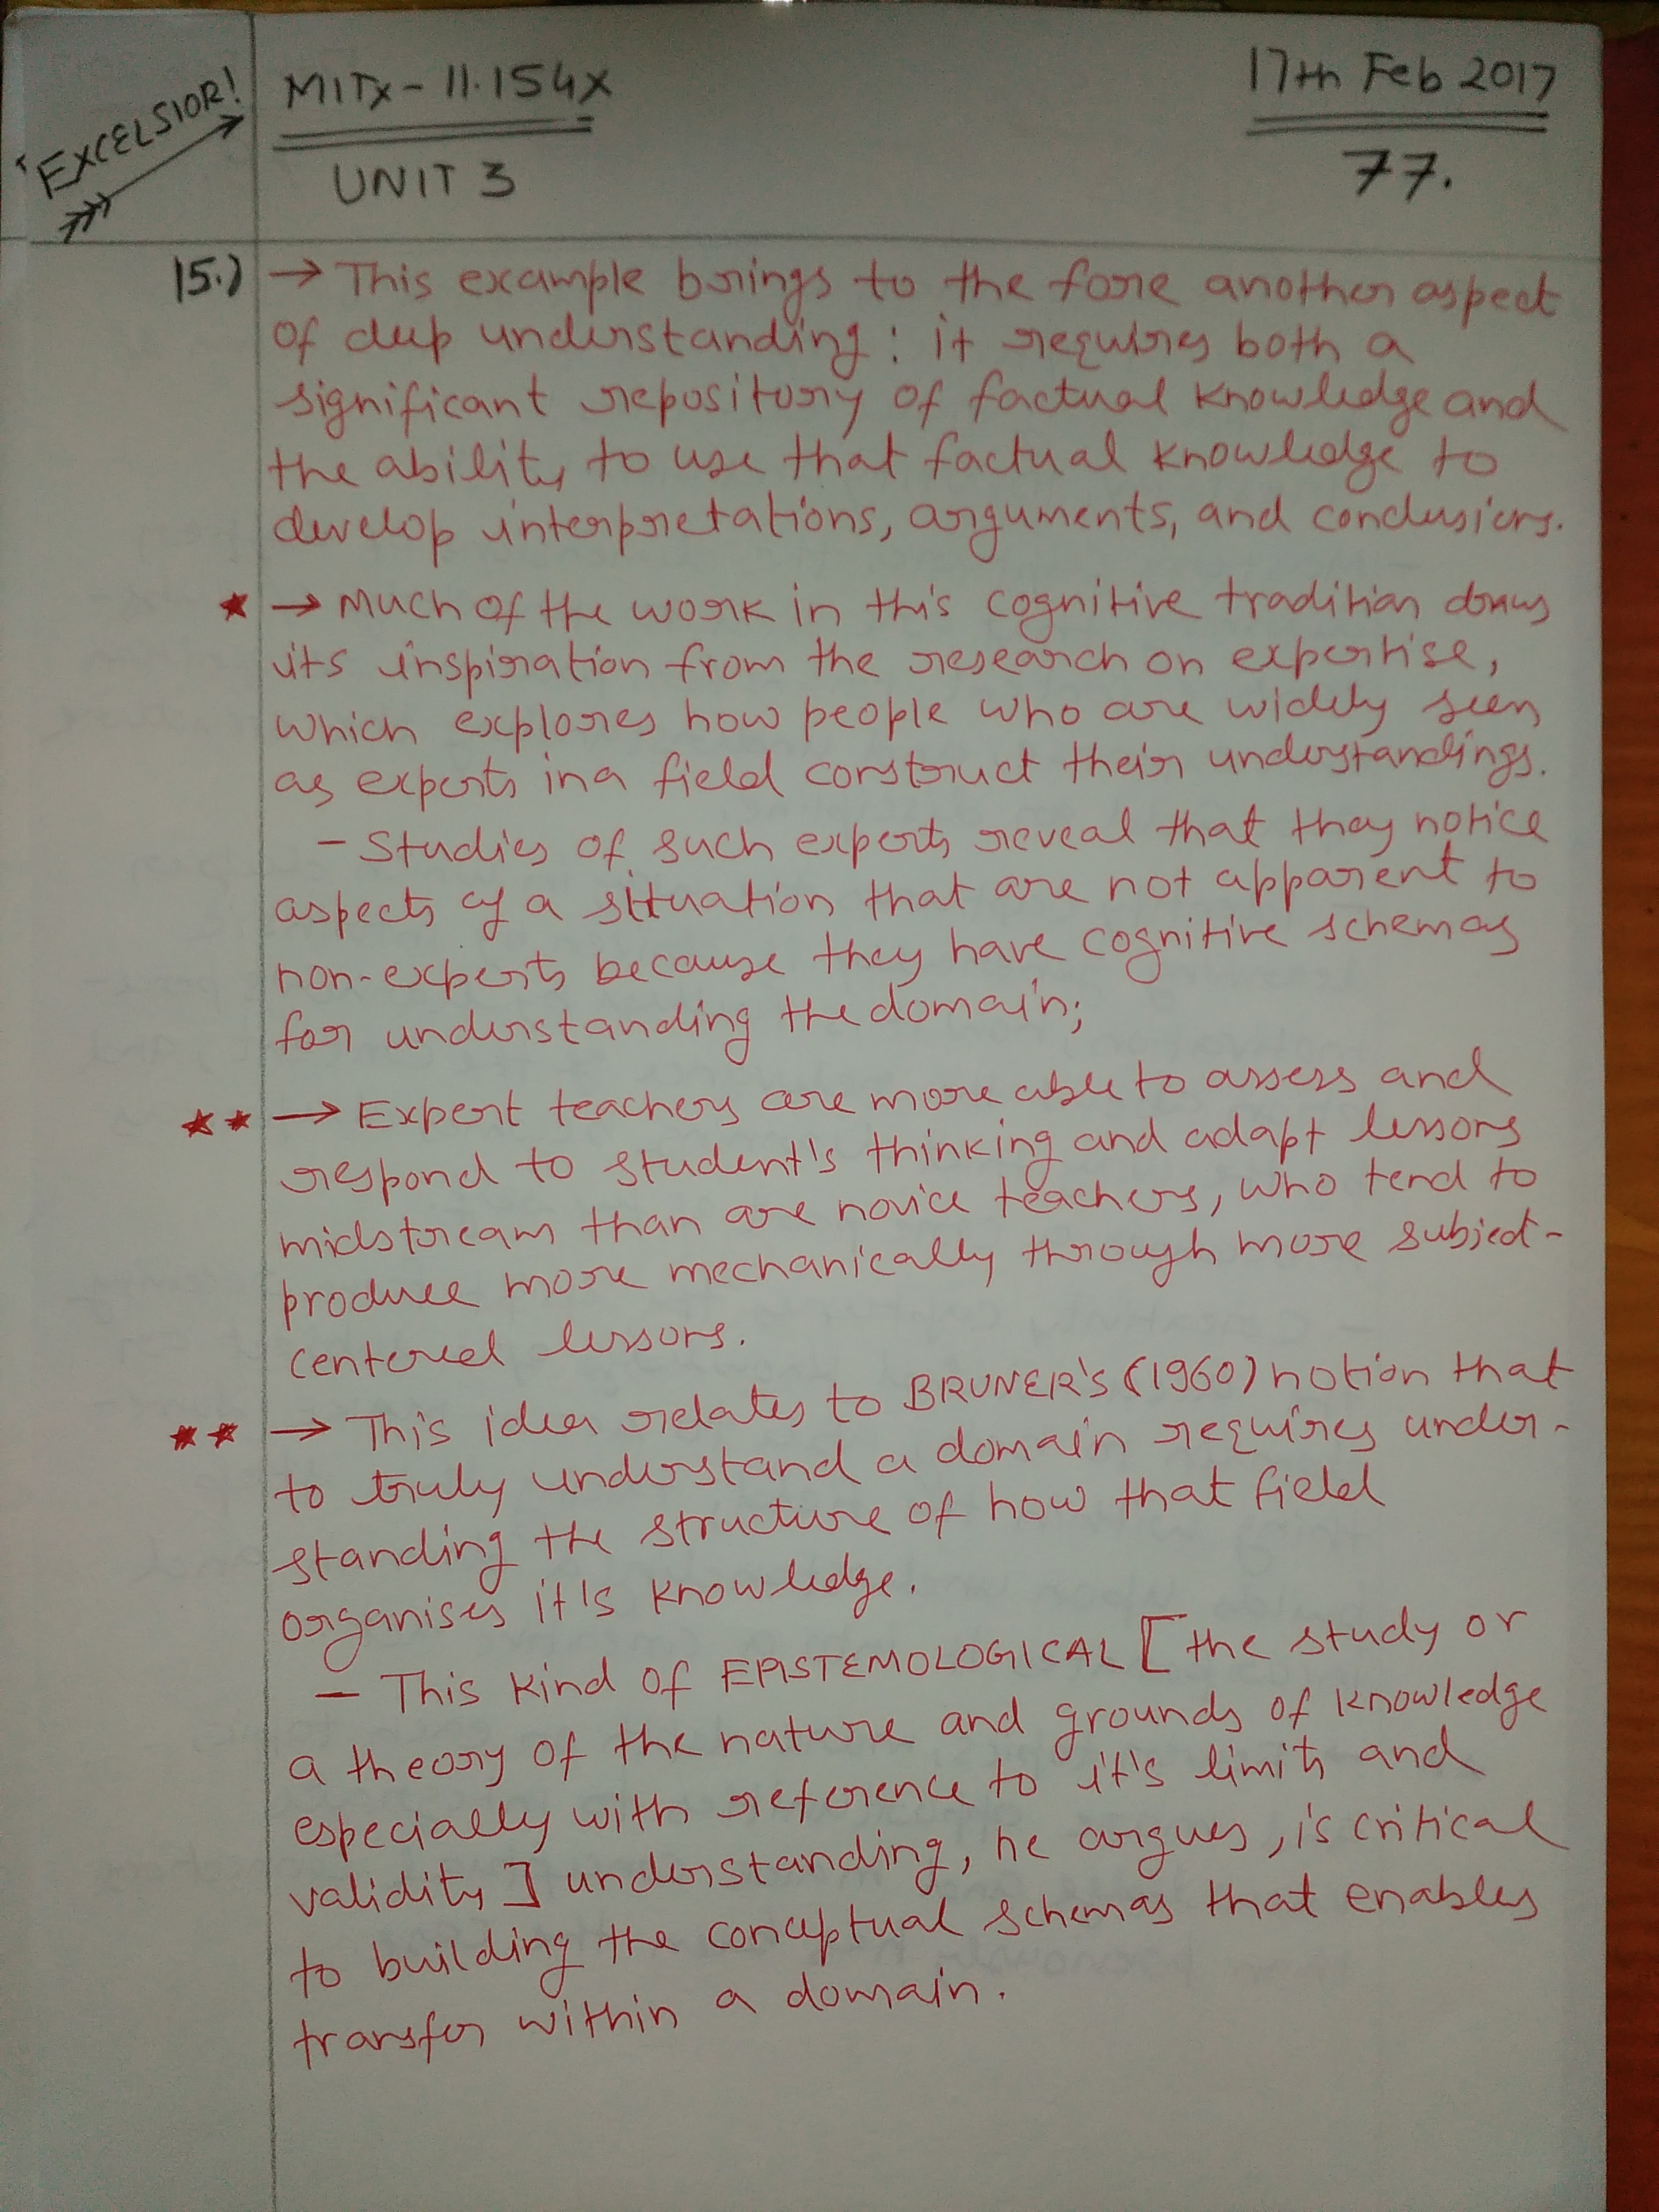 'EXCELSIOR!
MITx - 11.154x
17th Feb 2017
UNIT 3
77.
15.) → This example brings to the fore another aspect
of deep understanding: it requires both a
significant repository of factual knowledge and
the ability to use that factual knowledge to
develop interpretations, arguments, and conclusions.
★ → Much of the work in this cognitive tradition draws
its inspiration from the research on expertise,
which explores how people who are widely seen
as experts in a field construct their understandings.
- Studies of such experts reveal that they notice
aspects of a situation that are not apparent to
non-experts because they have cognitive schemas
for understanding the domain;
★★ → Expert teachers are more able to assess and
respond to student's thinking and adapt lessons
midstream than are novice teachers, who tend to
produce more mechanically through more subject-
centered lessons.
★★ → This idea relates to BRUNER'S (1960) notion that
to truly understand a domain requires under-
standing the structure of how that field
organises it's knowledge.
- This kind of EPISTEMOLOGICAL [the study or
a theory of the nature and grounds of knowledge
especially with reference to it's limits and
validity] understanding, he argues, is critical
to building the conceptual schemas that enables
transfer within a domain.